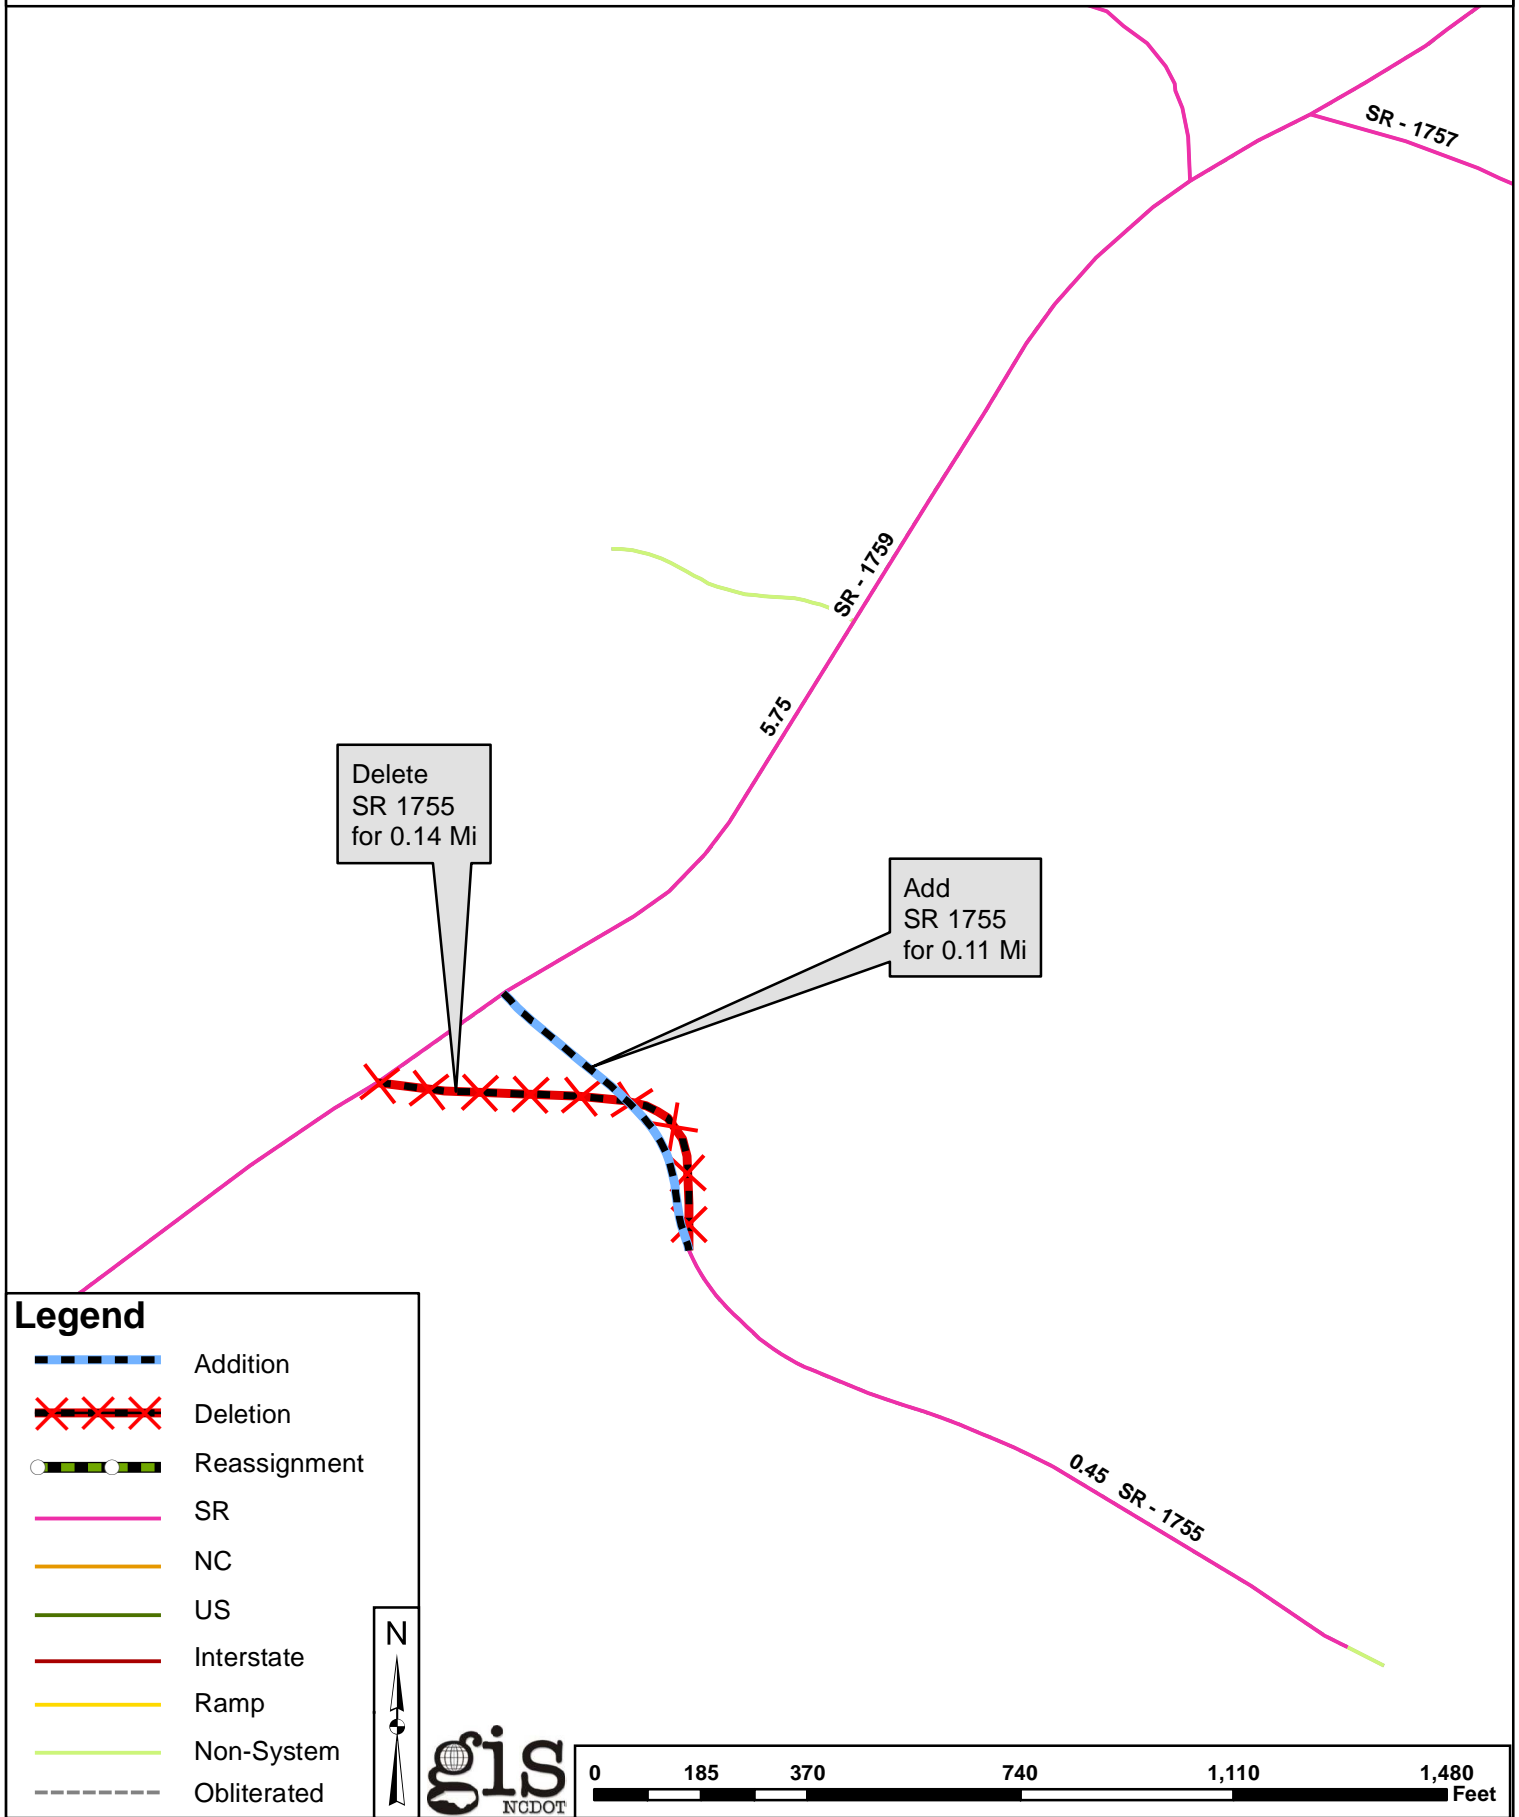 SR - 1757
SR - 1759
5.75
Delete
SR 1755
for 0.14 Mi
Add
SR 1755
for 0.11 Mi
0.45 SR - 1755
Legend
Addition
Deletion
Reassignment
SR
NC
US
Interstate
Ramp
Non-System
Obliterated
N
gis
NCDOT
0 185 370 740 1,110 1,480
Feet